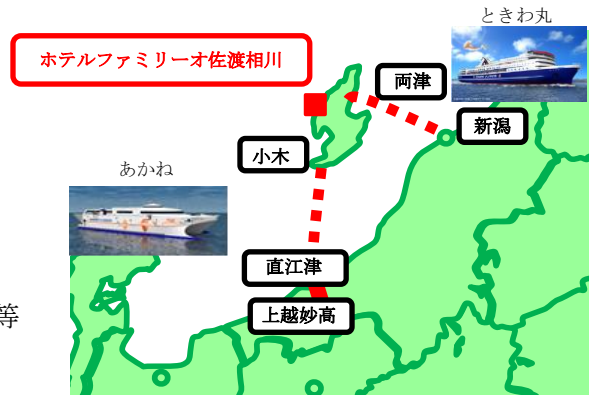 ときわ丸
ホテルファミリーオ佐渡相川
両津
新潟
小木
あかね
直江津
上越妙高
等